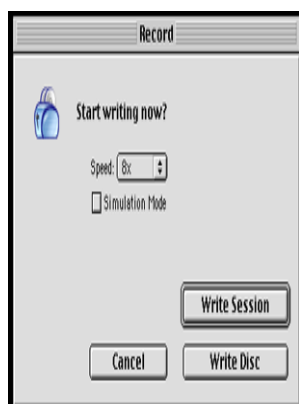 Record
Start writing now?
Speed: 8x
Simulation Mode
Write Session
Cancel Write Disc